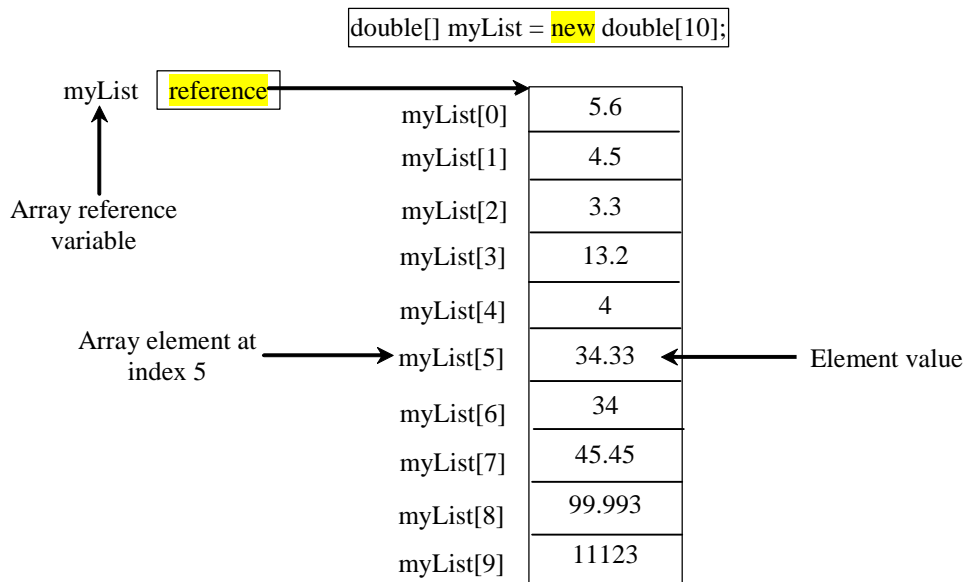 double[] myList = new double[10];
myList reference
myList[0] 5.6
myList[1] 4.5
Array reference
variable
myList[2] 3.3
myList[3] 13.2
myList[4] 4
Array element at
index 5
myList[5] 34.33
Element value
myList[6] 34
myList[7] 45.45
myList[8] 99.993
myList[9] 11123